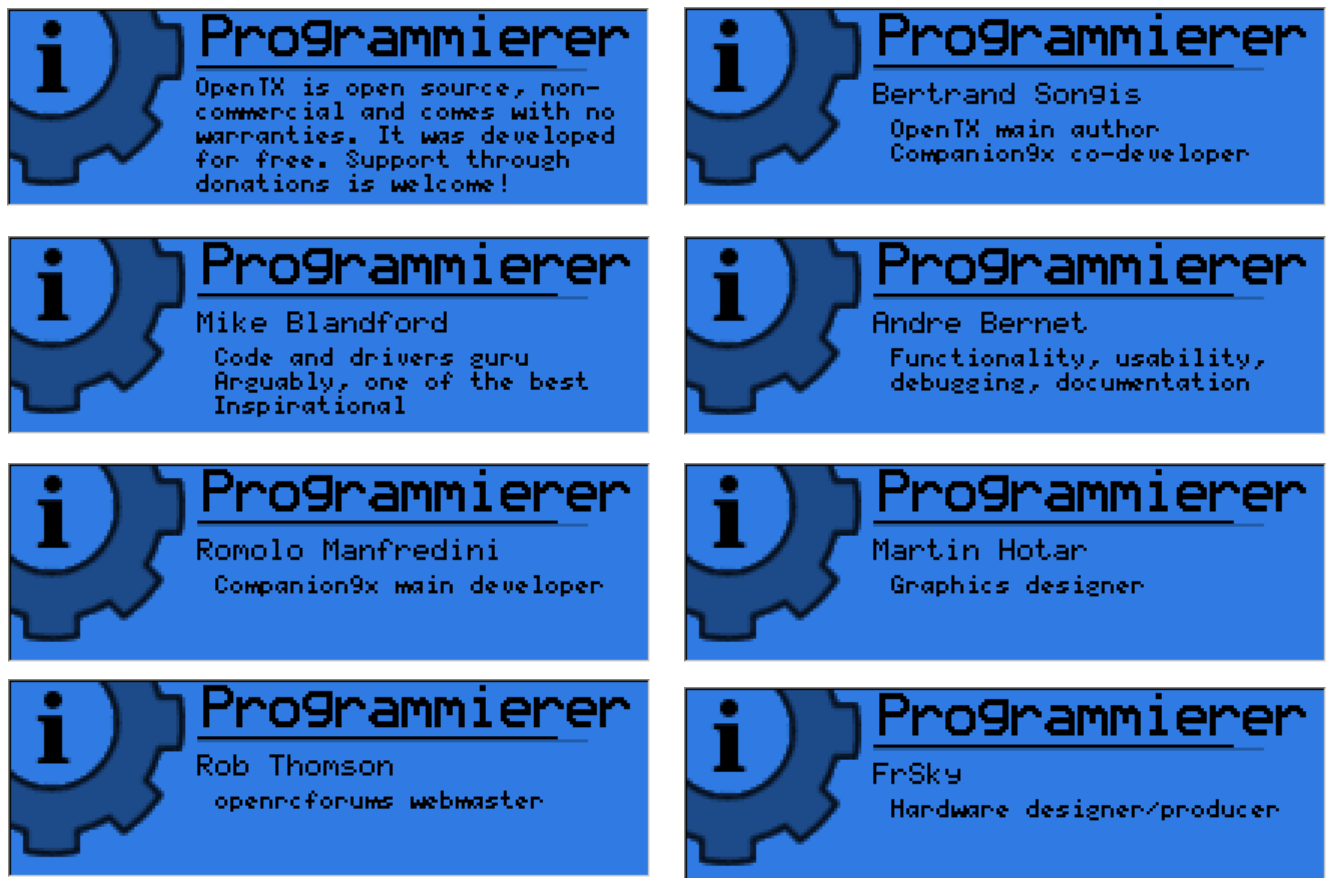 Programmierer
OpenTX is open source, non-
commercial and comes with no
warranties. It was developed
for free. Support through
donations is welcome!
Programmierer
Bertrand Songis
OpenTX main author
Companion9x co-developer
Programmierer
Mike Blandford
Code and drivers guru
Arguably, one of the best
Inspirational
Programmierer
Andre Bernet
Functionality, usability,
debugging, documentation
Programmierer
Romolo Manfredini
Companion9x main developer
Programmierer
Martin Hotar
Graphics designer
Programmierer
Rob Thomson
openrcforums webmaster
Programmierer
FrSky
Hardware designer/producer